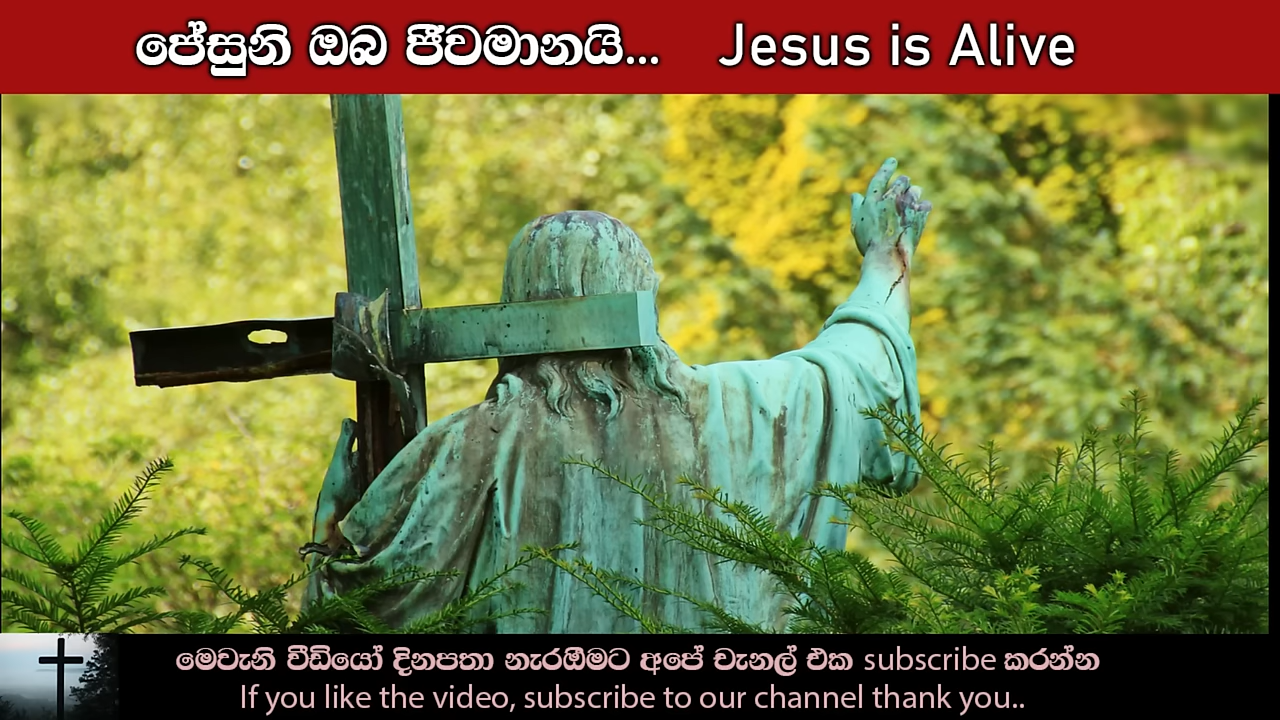 ජේසුනි ඔබ ජීවමානයි... Jesus is Alive
මෙවැනි වීඩියෝ දිනපතා නැරඹීමට අපේ චැනල් එක subscribe කරන්න
If you like the video, subscribe to our channel thank you..